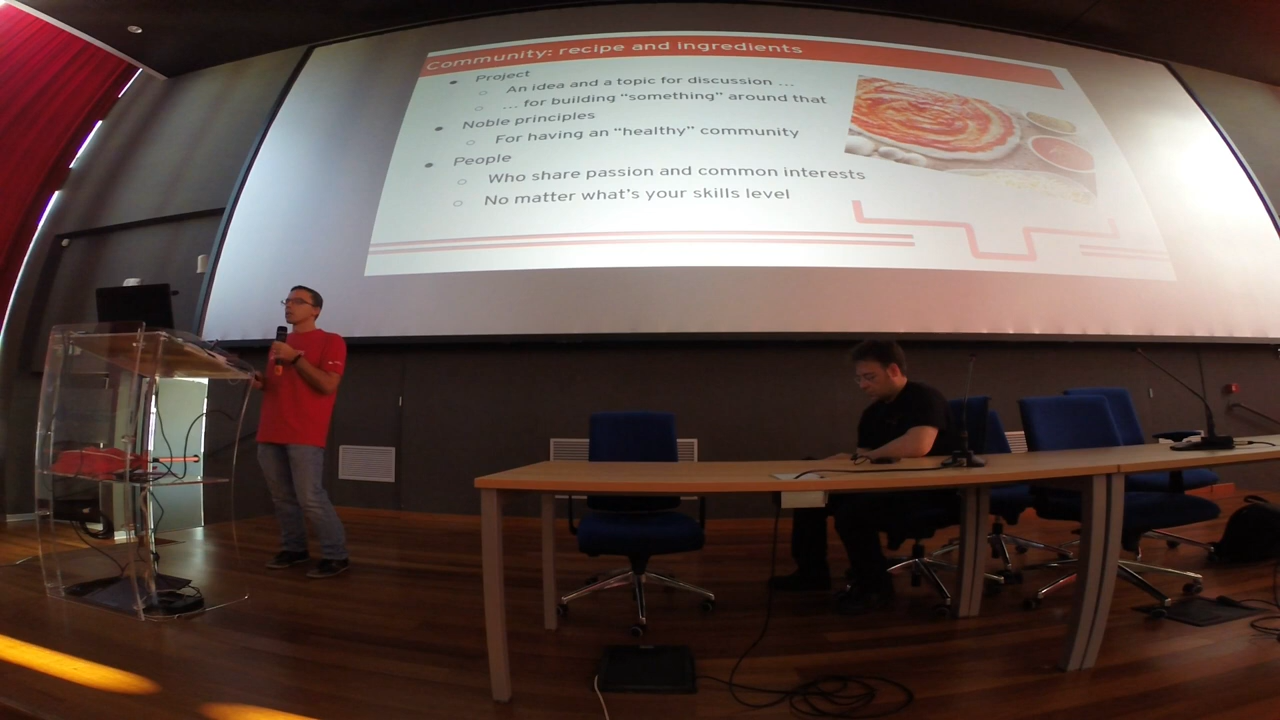 Community: recipe and ingredients
● Project
○ An idea and a topic for discussion ...
○ ... for building “something” around that
● Noble principles
○ For having an “healthy” community
● People
○ Who share passion and common interests
○ No matter what’s your skills level